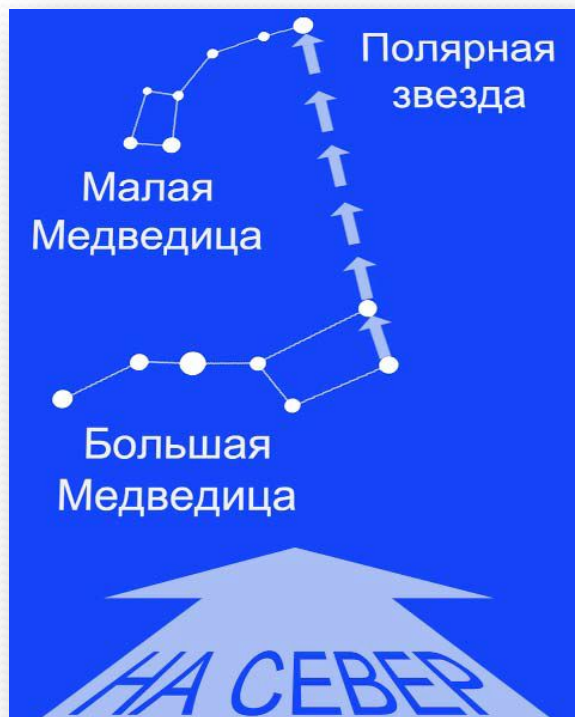 Полярная
звезда
Малая
Медведица
Большая
Медведица
НА СЕВЕР